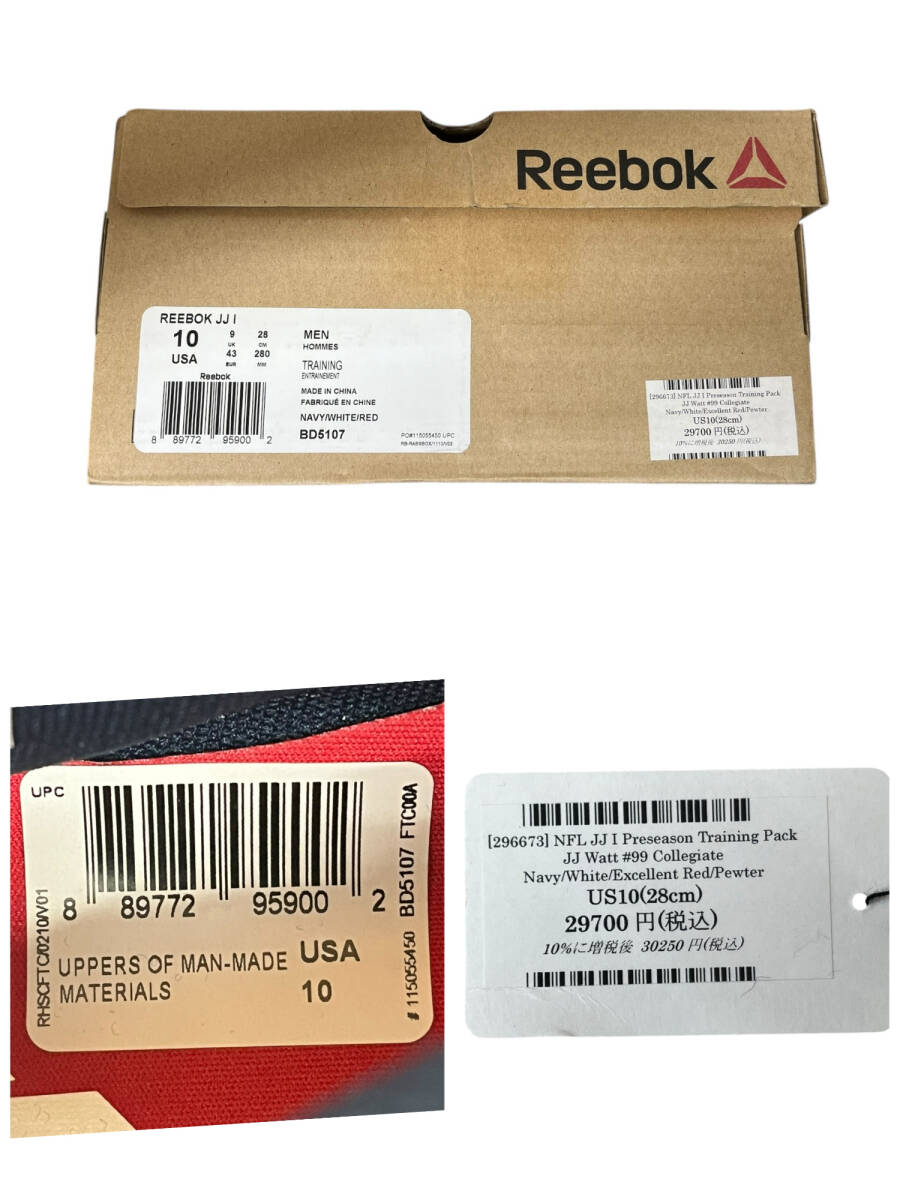 Reebok
REEBOK JJ I
10 9 28
USA UK CM
43 280
EUR MM
MEN
HOMMES
TRAINING
ENTRAINEMENT
MADE IN CHINA
FABRIQUÉ EN CHINE
NAVY/WHITE/RED
BD5107
Reebok
8 89772 95900 2
PO#115055450 UPC
[296673] NFL JJ I Preseason Training Pack
JJ Watt #99 Collegiate
Navy/White/Excellent Red/Pewter
US10(28cm)
29700 円(税込)
10%に増税後 30250 円(税込)
UPC
8 89772 95900 2
UPPERS OF MAN-MADE
MATERIALS
USA
10
RHSCFTC/0210/V01
# 115055450 BD5107 FTC00A
[296673] NFL JJ I Preseason Training Pack
JJ Watt #99 Collegiate
Navy/White/Excellent Red/Pewter
US10(28cm)
29700 円(税込)
10%に増税後 30250 円(税込)